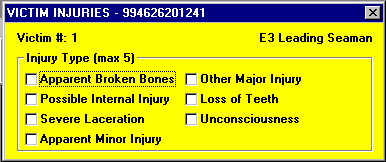 VICTIM INJURIES - 994626201241
Victim #: 1 E3 Leading Seaman
Injury Type (max 5)
Apparent Broken Bones Other Major Injury
Possible Internal Injury Loss of Teeth
Severe Laceration Unconsciousness
Apparent Minor Injury